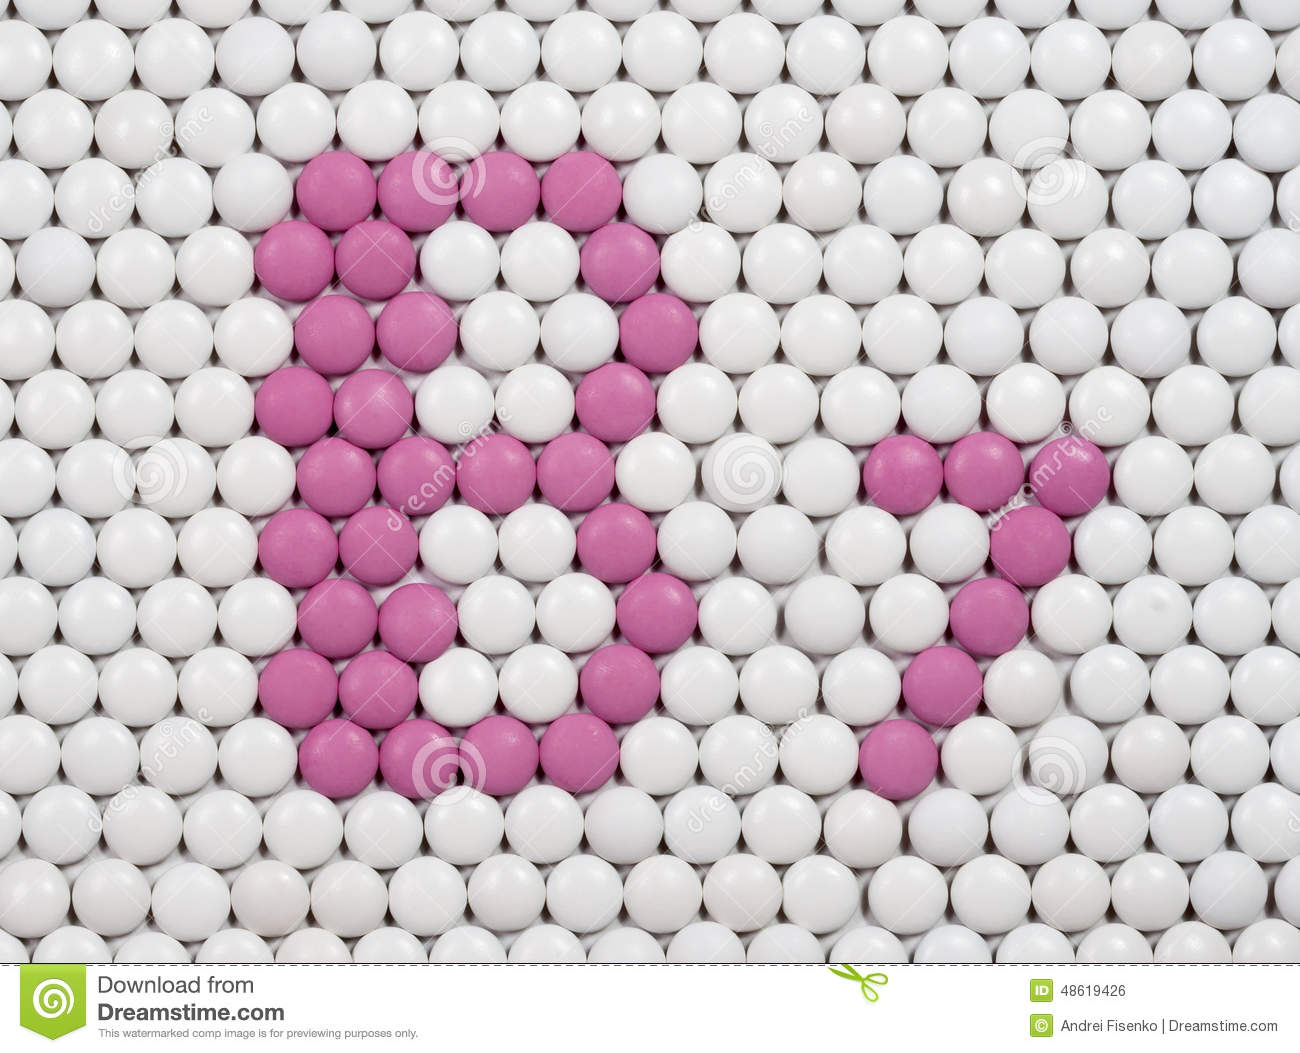 B7
Download from
Dreamstime.com
This watermarked comp image is for previewing purposes only.
ID 48619426
© Andrei Fisenko | Dreamstime.com